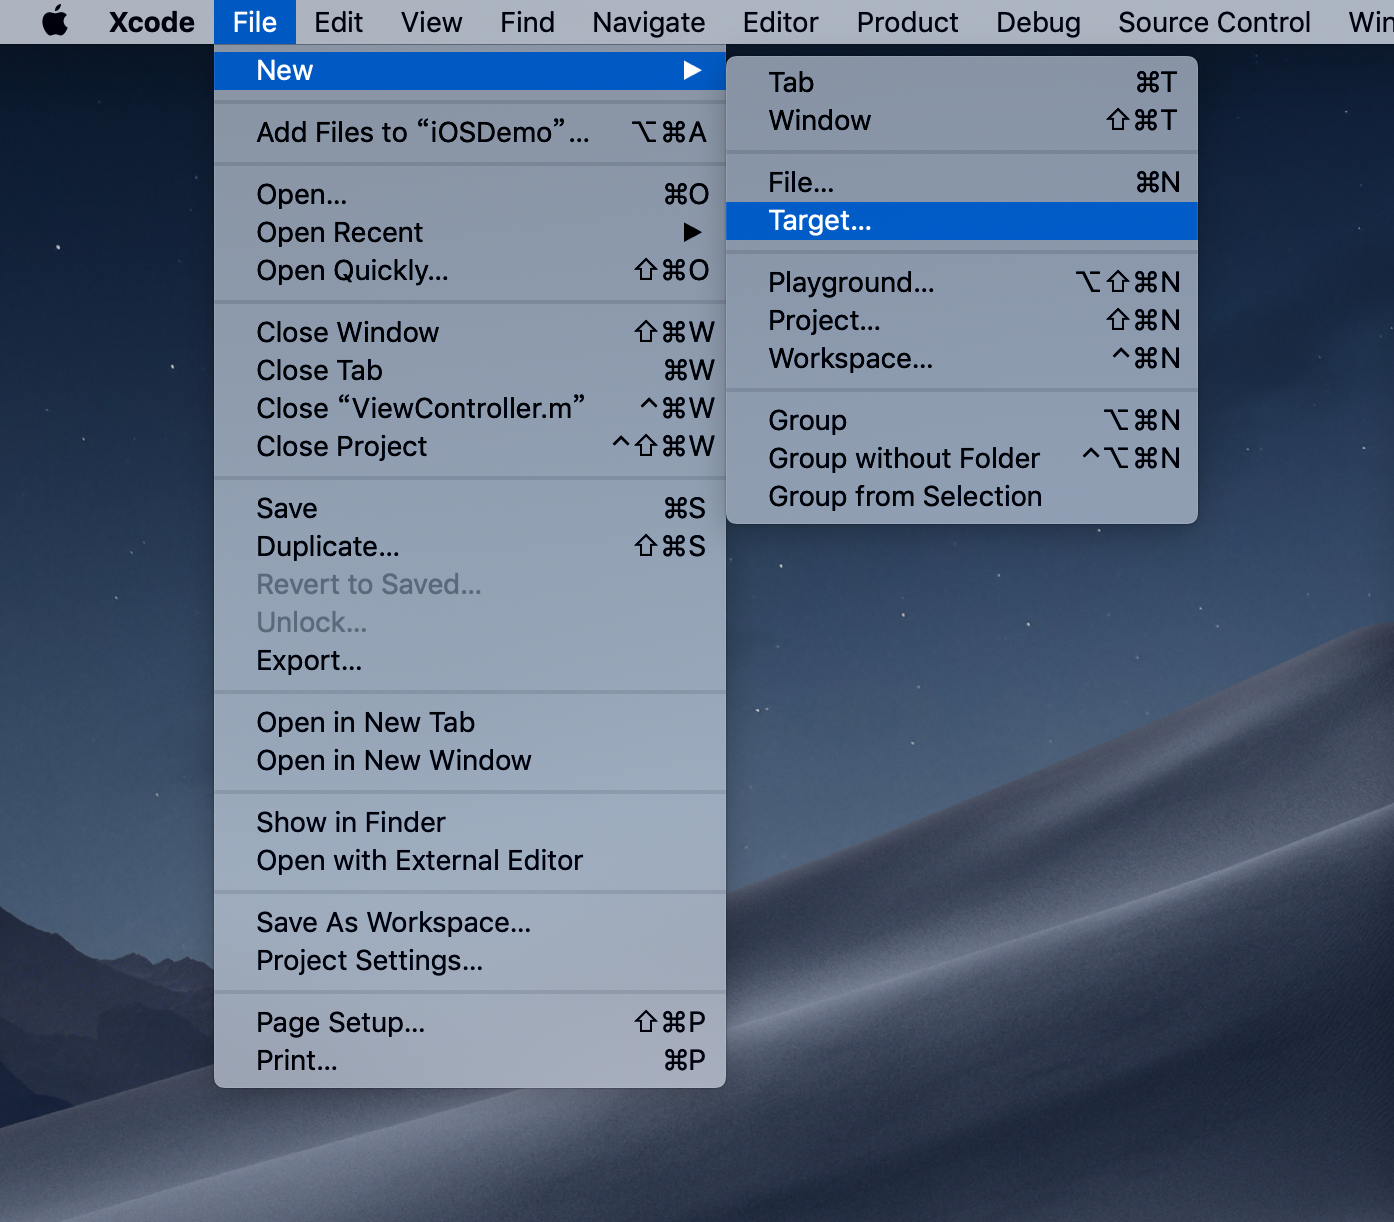 Xcode File Edit View Find Navigate Editor Product Debug Source Control
New ▶
Add Files to “iOSDemo”... ⌥⌘A
Open... ⌘O
Open Recent ▶
Open Quickly... ⇧⌘O
Close Window ⇧⌘W
Close Tab ⌘W
Close “ViewController.m” ^⌘W
Close Project ^⇧⌘W
Save ⌘S
Duplicate... ⇧⌘S
Revert to Saved...
Unlock...
Export...
Open in New Tab
Open in New Window
Show in Finder
Open with External Editor
Save As Workspace...
Project Settings...
Page Setup... ⇧⌘P
Print... ⌘P
Tab ⌘T
Window ⇧⌘T
File... ⌘N
Target...
Playground... ⌥⇧⌘N
Project... ⇧⌘N
Workspace... ^⌘N
Group ⌥⌘N
Group without Folder ^⌥⌘N
Group from Selection